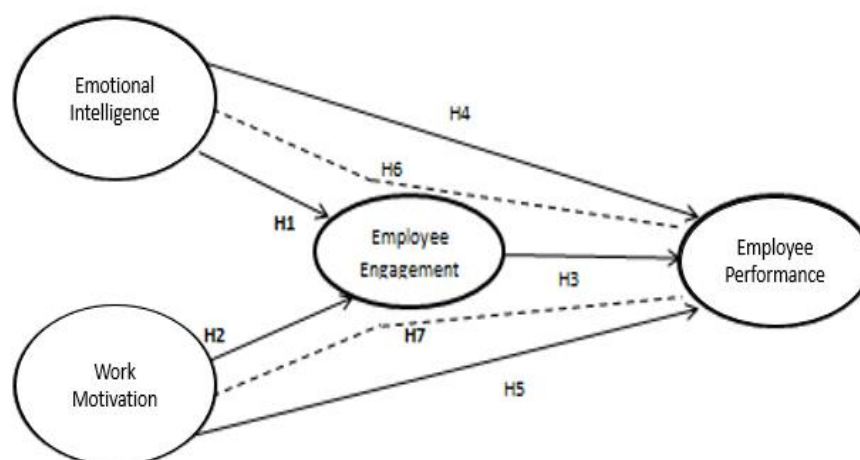 Emotional
Intelligence
H4
H6
H1
Employee
Engagement
Employee
Performance
H3
H2
H7
Work
Motivation
H5